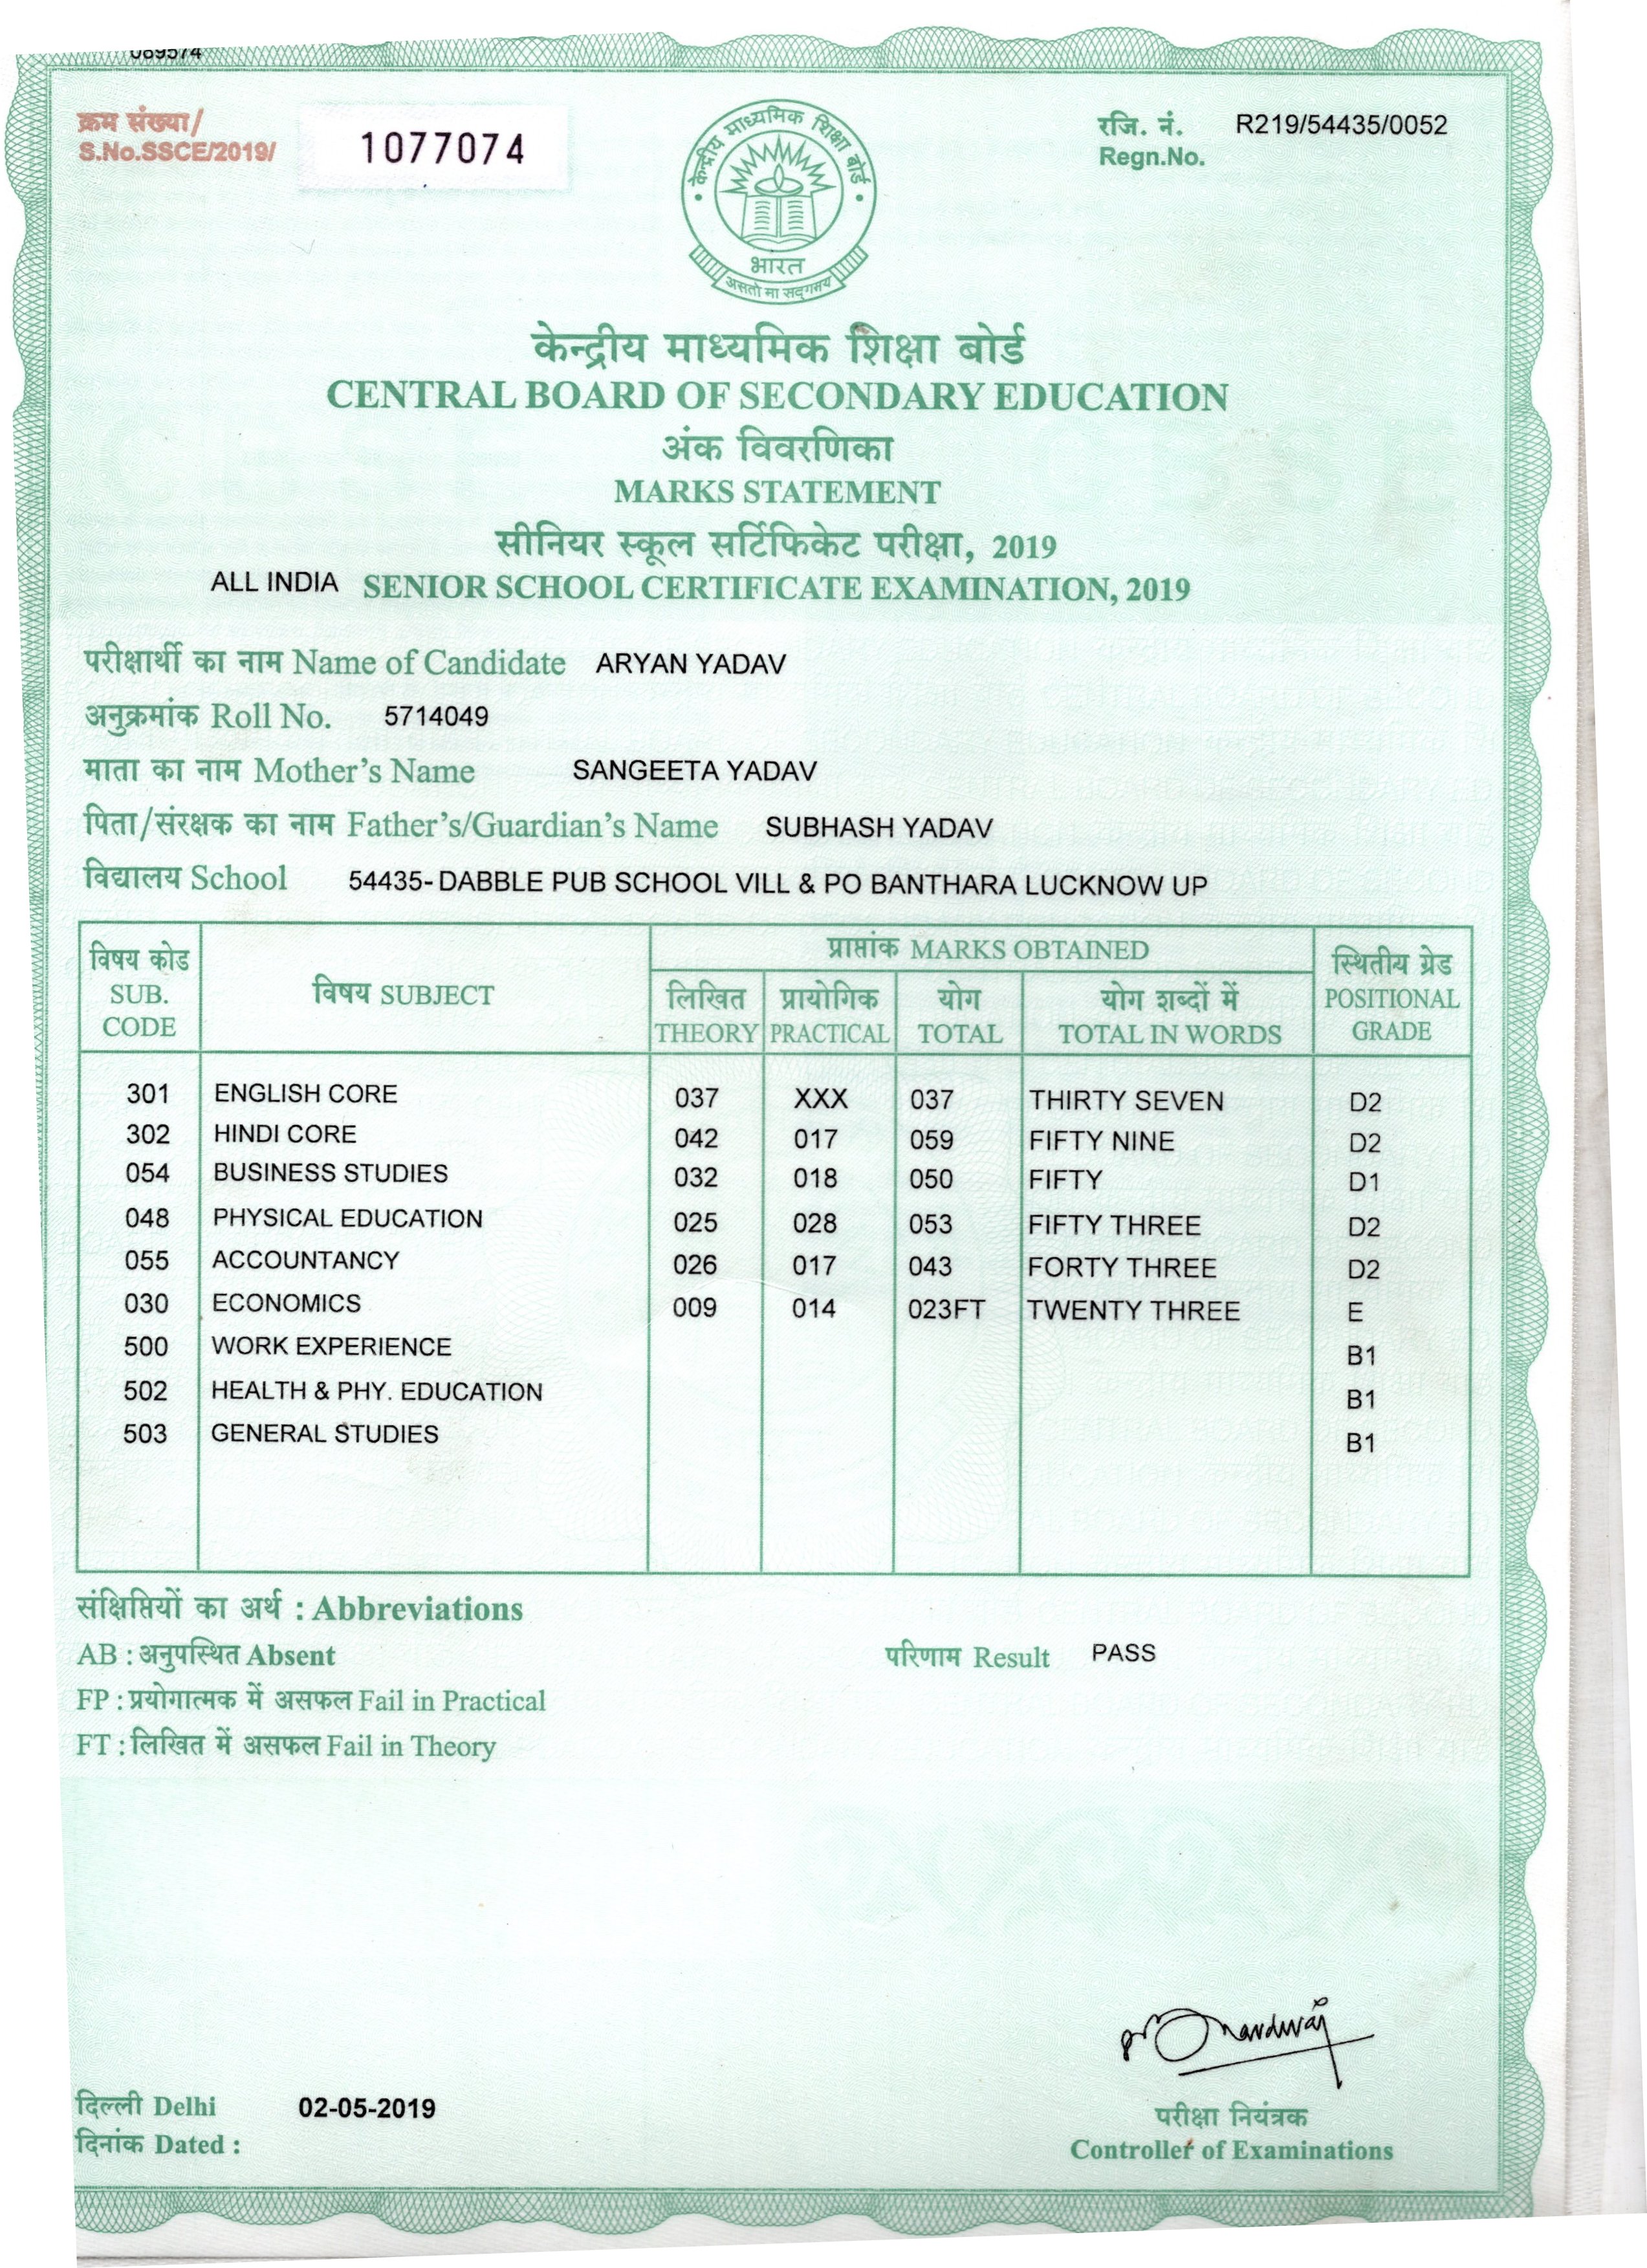 089574
क्रम संख्या/
S.No.SSCE/2019/ 1077074
रजि. नं. R219/54435/0052
Regn.No.
केन्द्रीय माध्यमिक शिक्षा बोर्ड
भारत
असतो मा सद्गमय
केन्द्रीय माध्यमिक शिक्षा बोर्ड
CENTRAL BOARD OF SECONDARY EDUCATION
अंक विवरणिका
MARKS STATEMENT
सीनियर स्कूल सर्टिफिकेट परीक्षा, 2019
ALL INDIA SENIOR SCHOOL CERTIFICATE EXAMINATION, 2019
परीक्षार्थी का नाम Name of Candidate ARYAN YADAV
अनुक्रमांक Roll No. 5714049
माता का नाम Mother's Name SANGEETA YADAV
पिता/संरक्षक का नाम Father's/Guardian's Name SUBHASH YADAV
विद्यालय School 54435- DABBLE PUB SCHOOL VILL & PO BANTHARA LUCKNOW UP
विषय कोड SUB. CODE विषय SUBJECT प्राप्तांक MARKS OBTAINED स्थितीय ग्रेड POSITIONAL GRADE
लिखित THEORY प्रायोगिक PRACTICAL योग TOTAL योग शब्दों में TOTAL IN WORDS
301 ENGLISH CORE 037 XXX 037 THIRTY SEVEN D2
302 HINDI CORE 042 017 059 FIFTY NINE D2
054 BUSINESS STUDIES 032 018 050 FIFTY D1
048 PHYSICAL EDUCATION 025 028 053 FIFTY THREE D2
055 ACCOUNTANCY 026 017 043 FORTY THREE D2
030 ECONOMICS 009 014 023FT TWENTY THREE E
500 WORK EXPERIENCE B1
502 HEALTH & PHY. EDUCATION B1
503 GENERAL STUDIES B1
संक्षिप्तियों का अर्थ : Abbreviations
AB : अनुपस्थित Absent
परिणाम Result PASS
FP : प्रयोगात्मक में असफल Fail in Practical
FT : लिखित में असफल Fail in Theory
दिल्ली Delhi 02-05-2019
दिनांक Dated :
परीक्षा नियंत्रक
Controller of Examinations